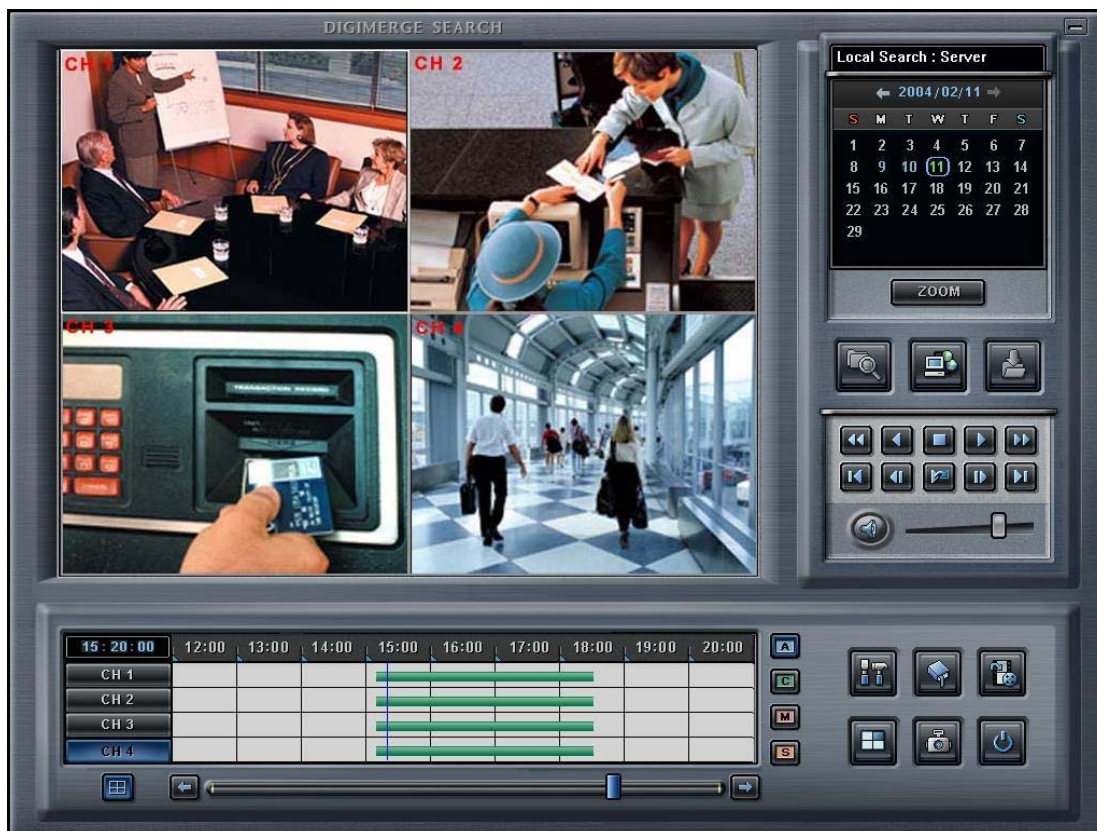 DIGIMERGE SEARCH
CH 1
CH 2
CH 3
CH 4
TRANSACTION RECORD
Local Search : Server
2004/02/11
S M T W T F S
1 2 3 4 5 6 7
8 9 10 11 12 13 14
15 16 17 18 19 20 21
22 23 24 25 26 27 28
29
ZOOM
15:20:00 12:00 13:00 14:00 15:00 16:00 17:00 18:00 19:00 20:00
CH 1
CH 2
CH 3
CH 4
A
C
M
S